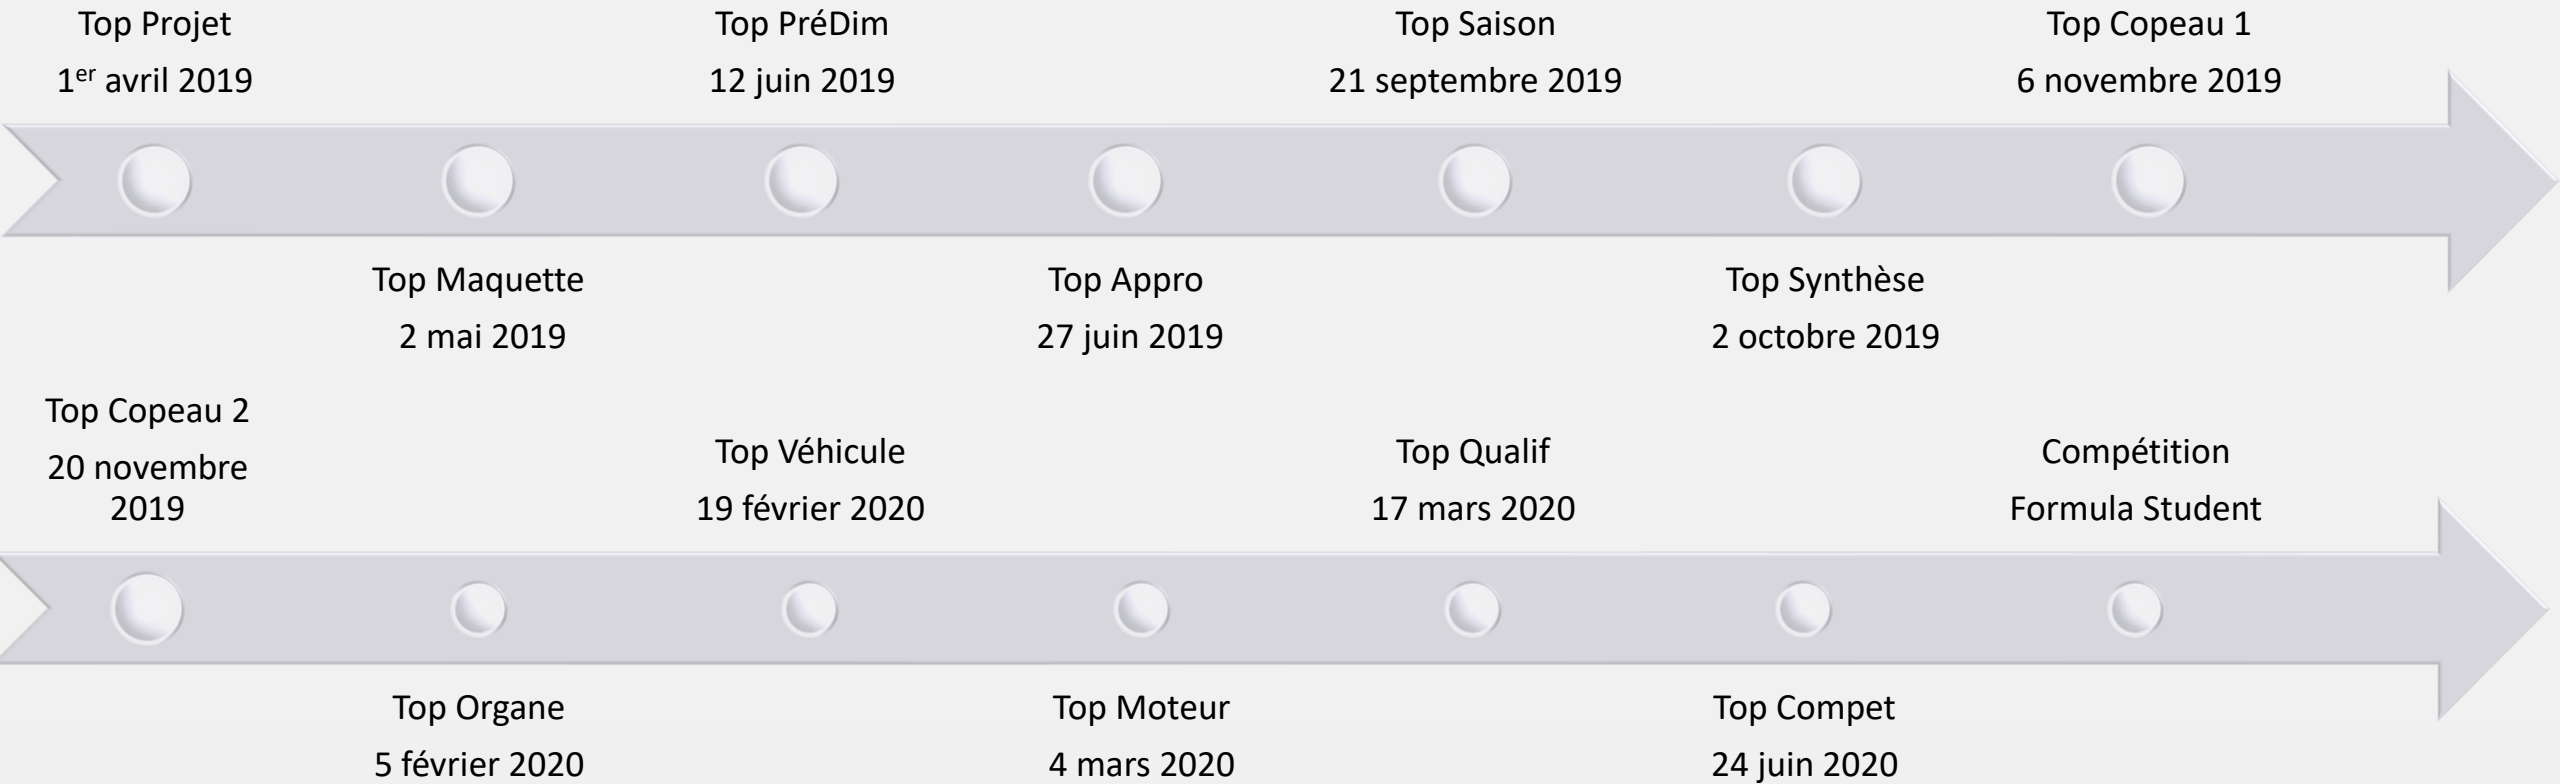 Top Projet
1er avril 2019
Top Maquette
2 mai 2019
Top PréDim
12 juin 2019
Top Appro
27 juin 2019
Top Saison
21 septembre 2019
Top Synthèse
2 octobre 2019
Top Copeau 1
6 novembre 2019
Top Copeau 2
20 novembre
2019
Top Organe
5 février 2020
Top Véhicule
19 février 2020
Top Moteur
4 mars 2020
Top Qualif
17 mars 2020
Top Compet
24 juin 2020
Compétition
Formula Student